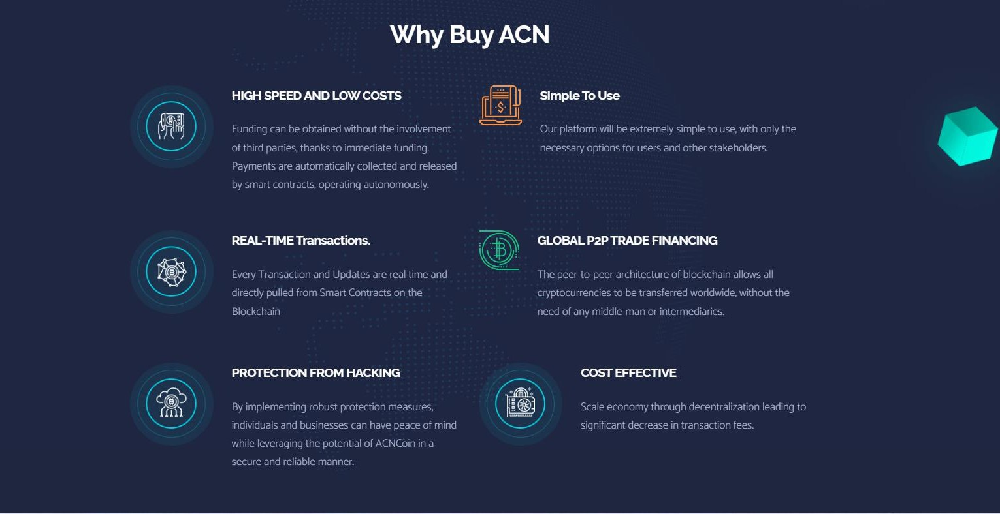 Why Buy ACN
HIGH SPEED AND LOW COSTS
Funding can be obtained without the involvement
of third parties, thanks to immediate funding.
Payments are automatically collected and released
by smart contracts, operating autonomously.
Simple To Use
Our platform will be extremely simple to use, with only the
necessary options for users and other stakeholders.
REAL-TIME Transactions.
Every Transaction and Updates are real time and
directly pulled from Smart Contracts on the
Blockchain
GLOBAL P2P TRADE FINANCING
The peer-to-peer architecture of blockchain allows all
cryptocurrencies to be transferred worldwide, without the
need of any middle-man or intermediaries.
PROTECTION FROM HACKING
By implementing robust protection measures,
individuals and businesses can have peace of mind
while leveraging the potential of ACNCoin in a
secure and reliable manner.
COST EFFECTIVE
Scale economy through decentralization leading to
significant decrease in transaction fees.